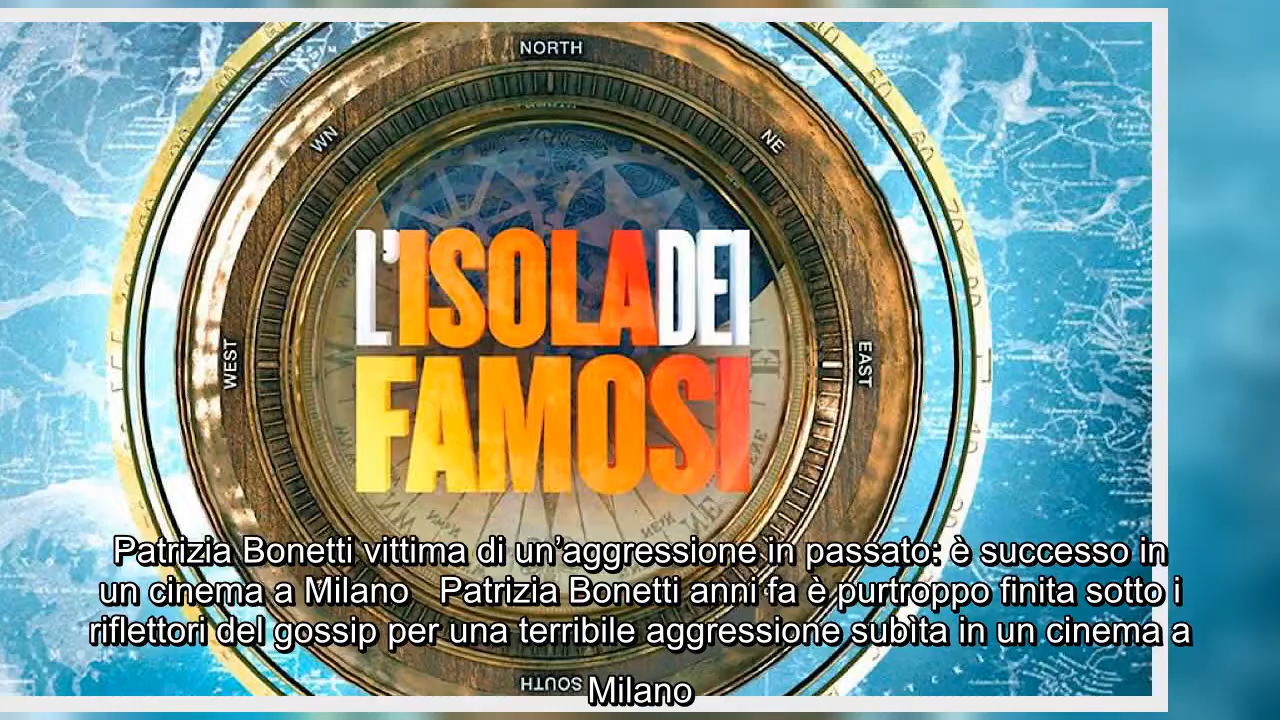 NORTH
WN
NE
L'ISOLA DEI
FAMOSI
WEST
EAST
Patrizia Bonetti vittima di un’aggressione in passato: è successo in
un cinema a Milano Patrizia Bonetti anni fa è purtroppo finita sotto i
riflettori del gossip per una terribile aggressione subìta in un cinema a
SOUTH
Milano